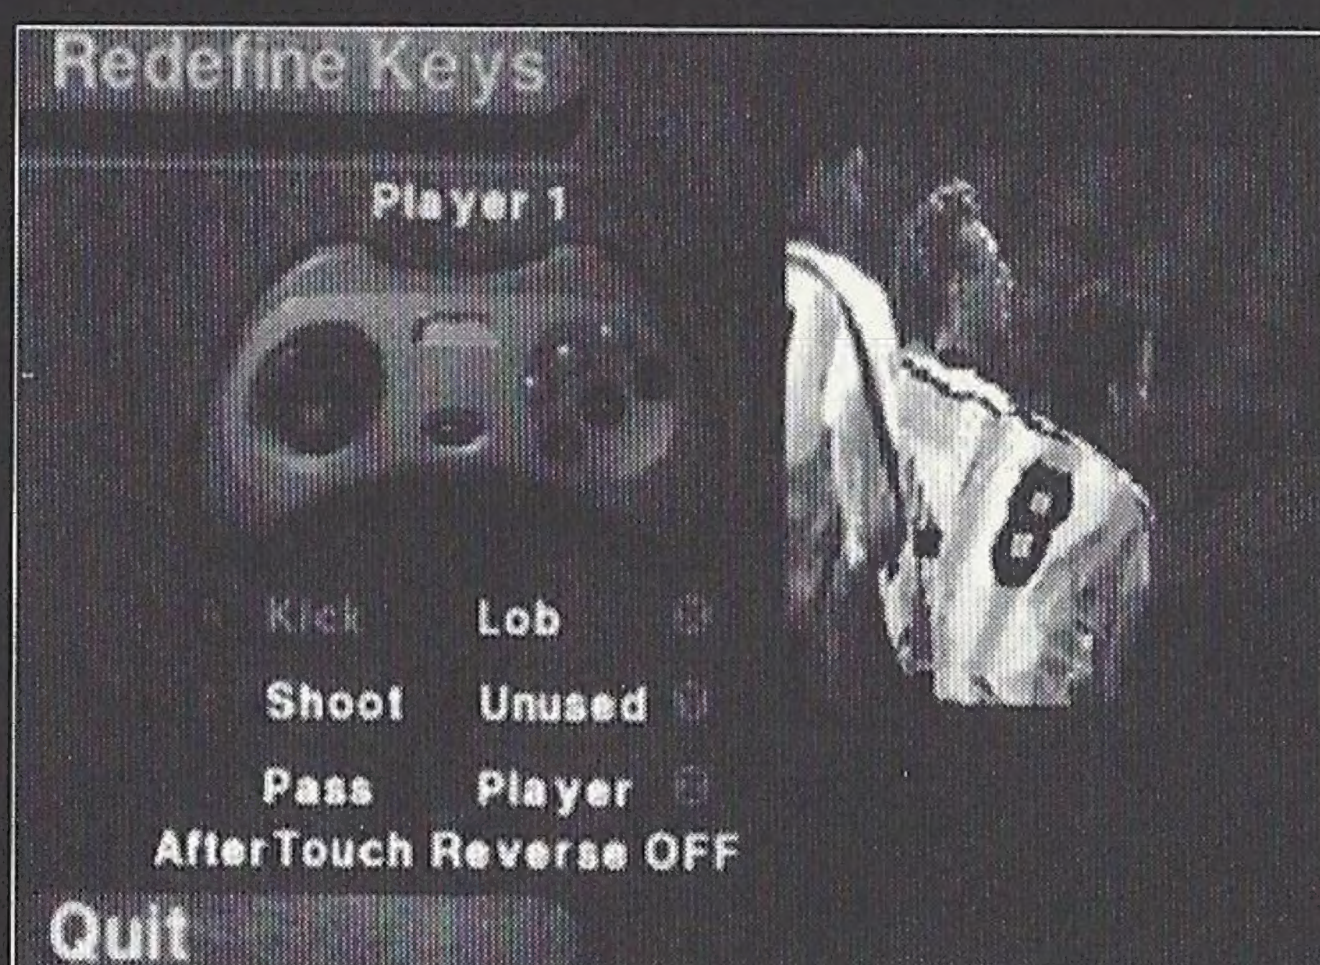 Redefine Keys
Player 1
Kick Lob
Shoot Unused
Pass Player
AfterTouch Reverse OFF
Quit